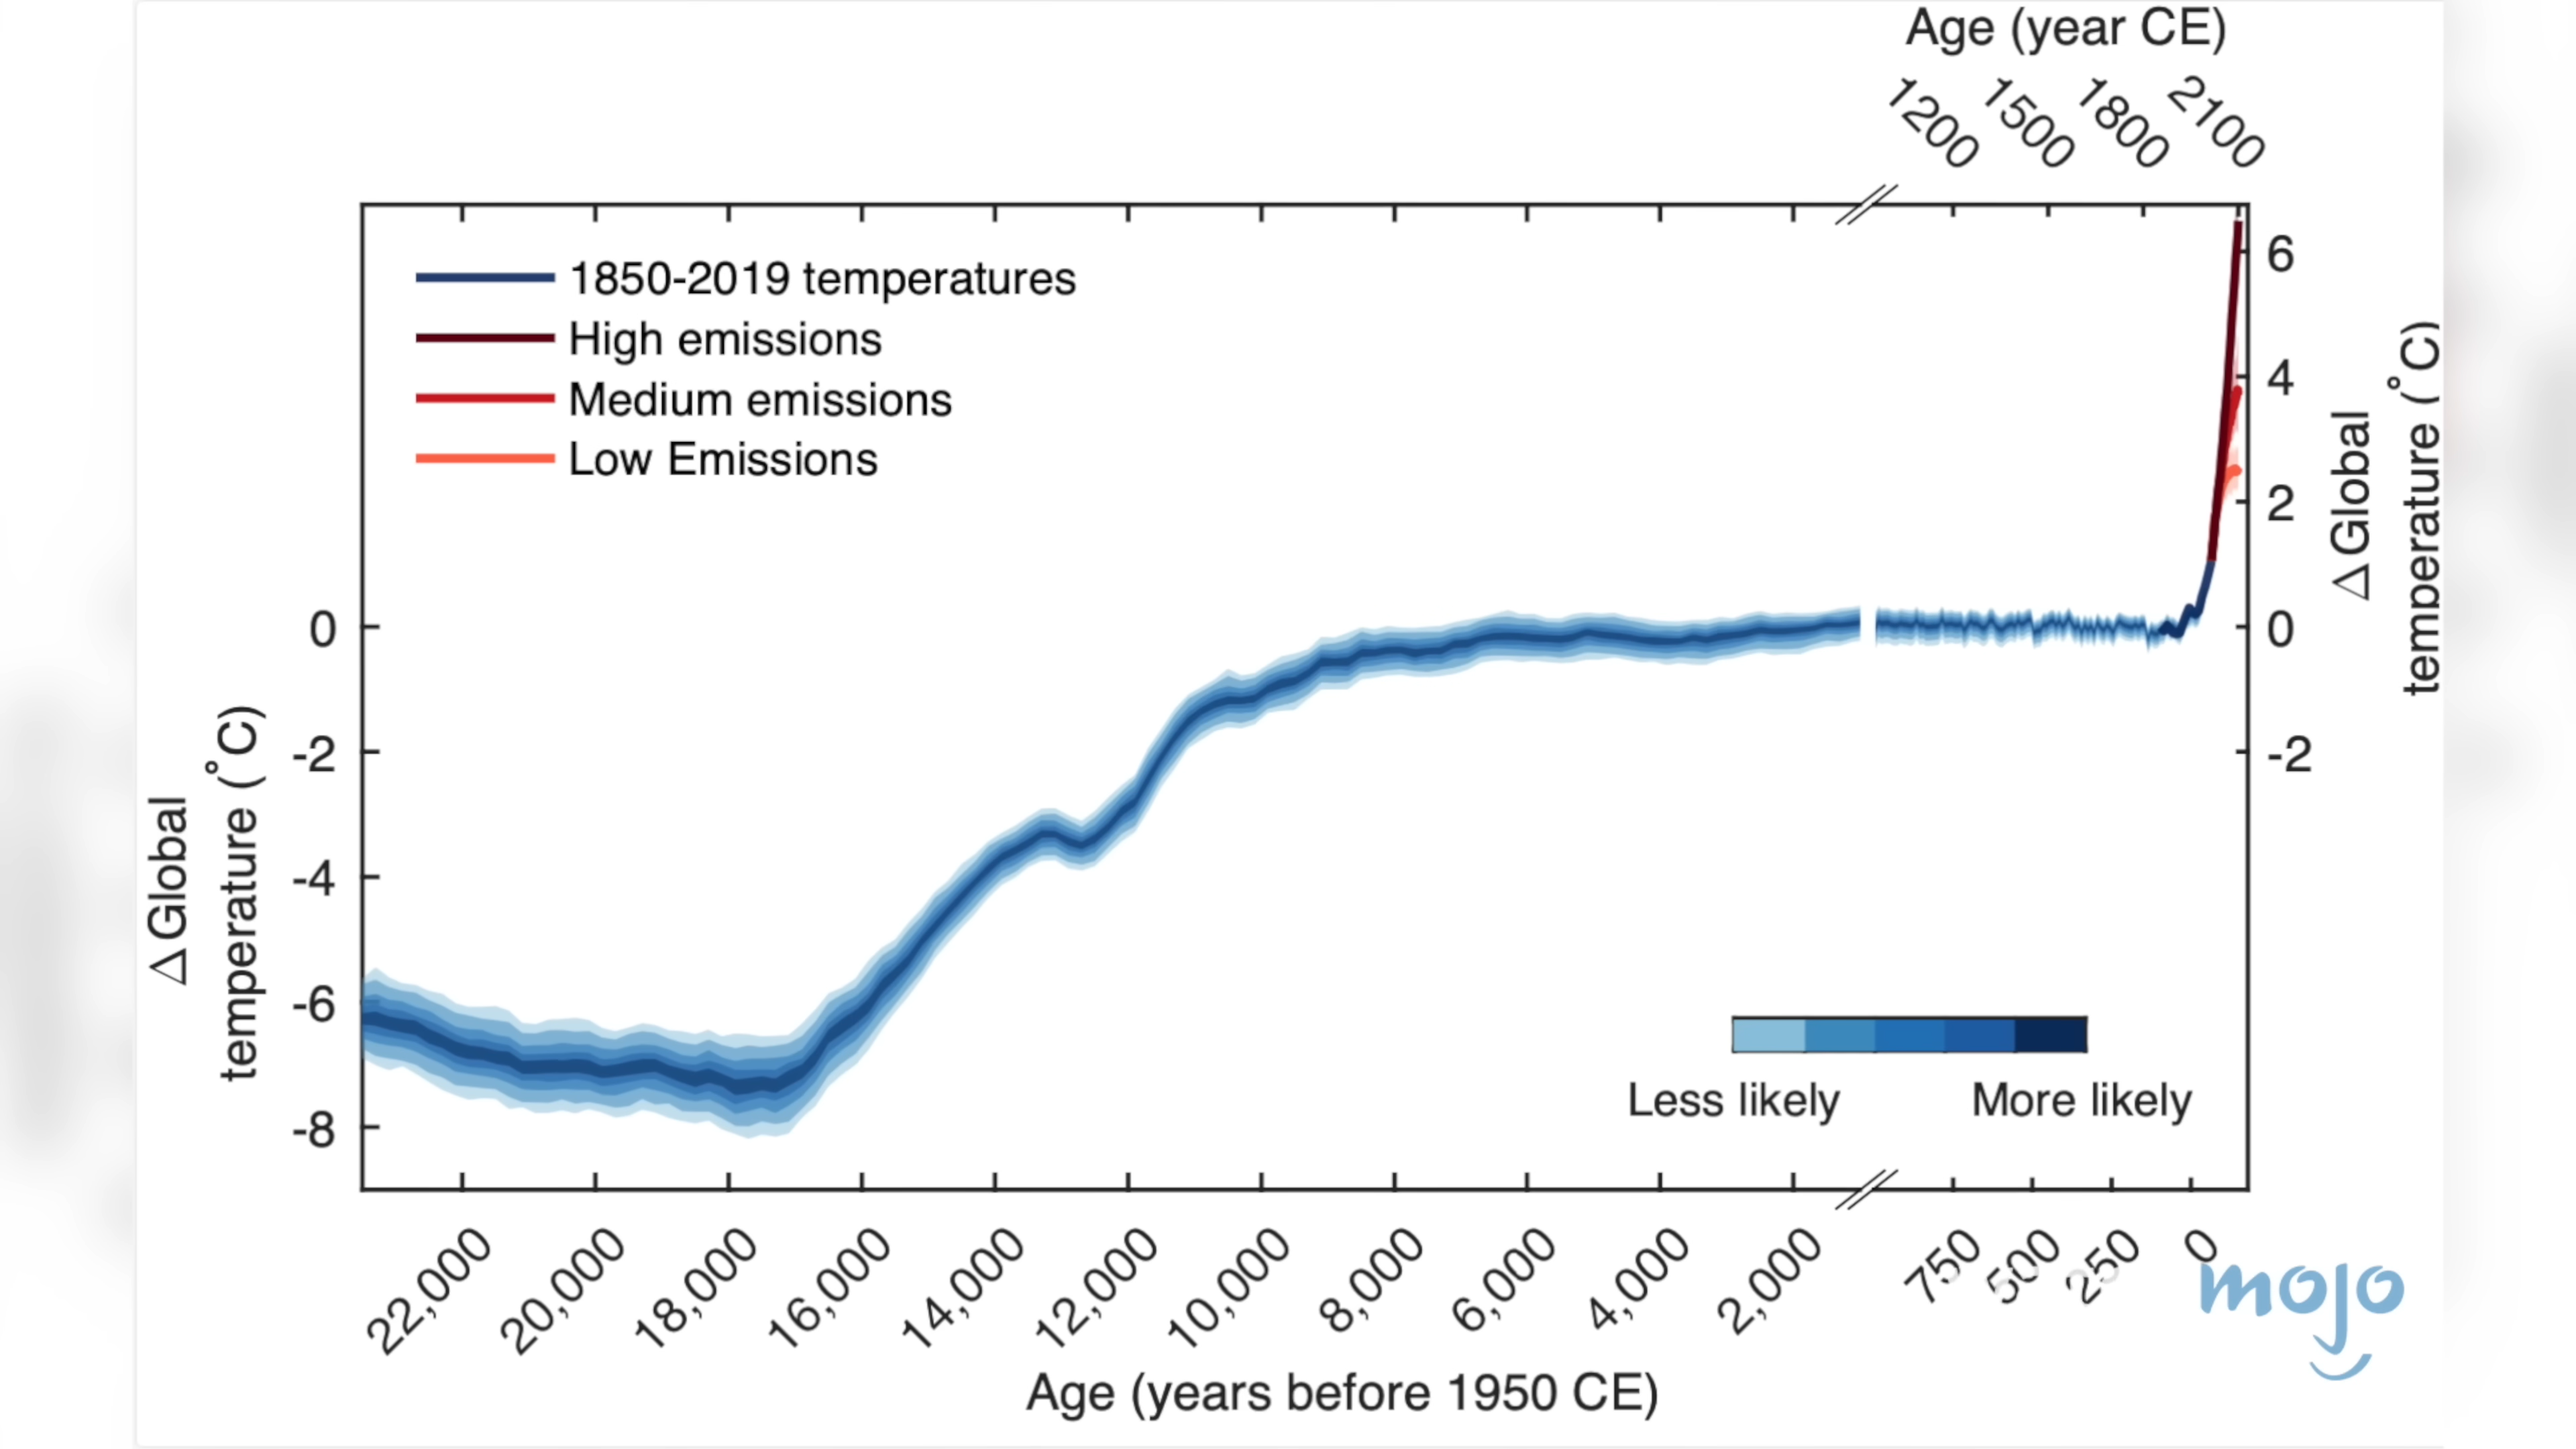 Age (year CE)
1200 1500 1800 2100
1850-2019 temperatures
High emissions
Medium emissions
Low Emissions
6
4
2
0
-2
△Global
temperature (°C)
0
-2
-4
-6
-8
△Global
temperature (°C)
Less likely More likely
22,000 20,000 18,000 16,000 14,000 12,000 10,000 8,000 6,000 4,000 2,000 750 500 250 0
Age (years before 1950 CE)
mojo